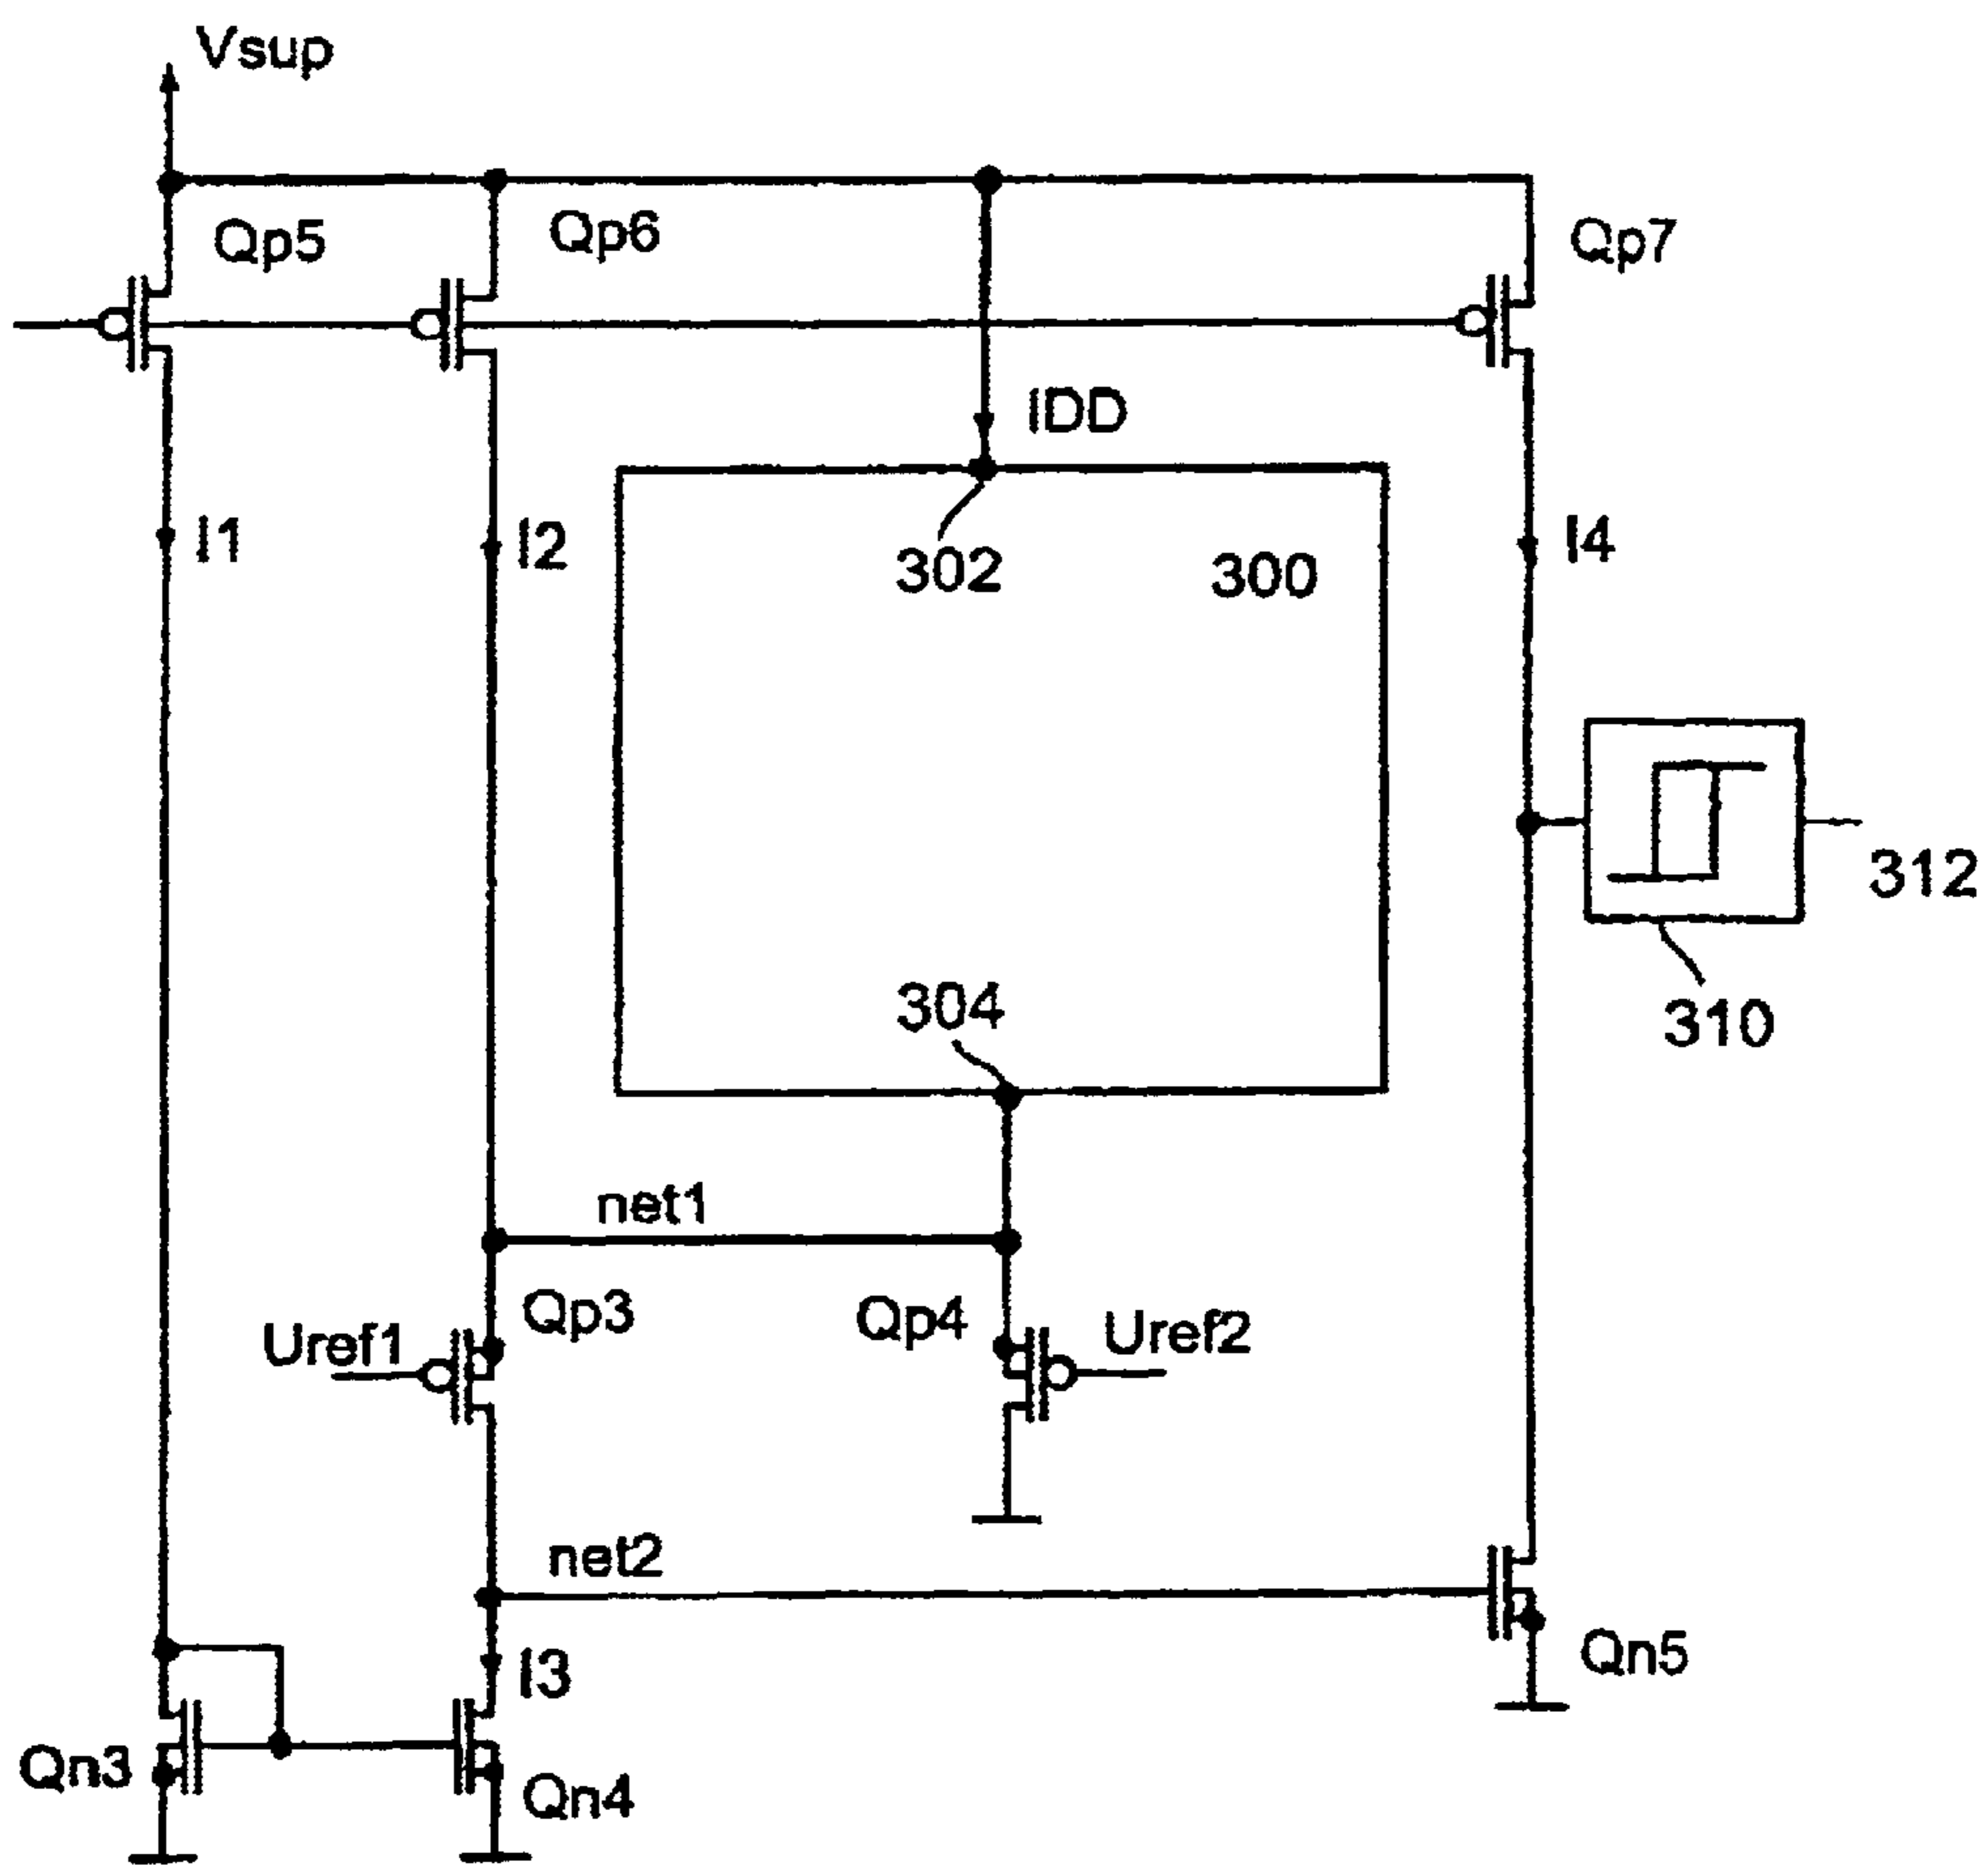 Vsup
Qp5
Qp6
Qp7
IDD
I1
I2
302
300
I4
312
304
310
net1
Qp3
Qp4
Uref1
Uref2
net2
I3
Qn5
Qn3
Qn4